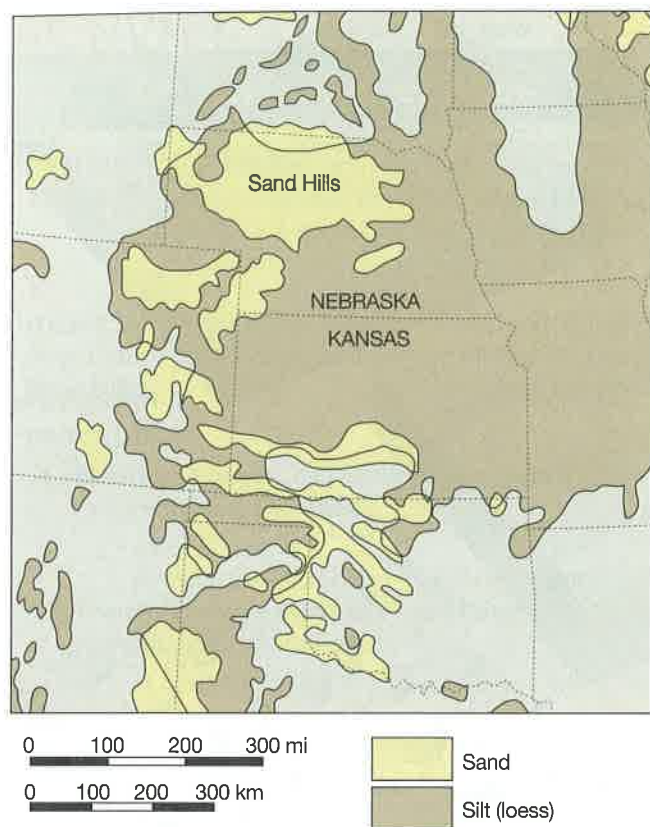 Sand Hills
NEBRASKA
KANSAS
0 100 200 300 mi
0 100 200 300 km
Sand
Silt (loess)